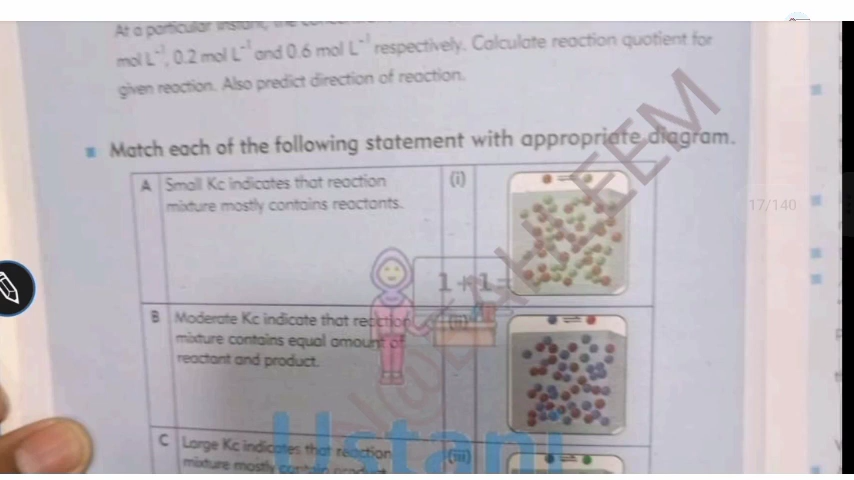 At a particular instant, the
mol L⁻¹, 0.2 mol L⁻¹ and 0.6 mol L⁻¹ respectively. Calculate reaction quotient for
given reaction. Also predict direction of reaction.
Match each of the following statement with appropriate diagram.
A Small Kc indicates that reaction (i)
mixture mostly contains reactants.
17/140
1+1=
B Moderate Kc indicate that reaction (ii)
mixture contains equal amount of
reactant and product.
Ustani
C Large Kc indicates that reaction (iii)
mixture mostly contain product